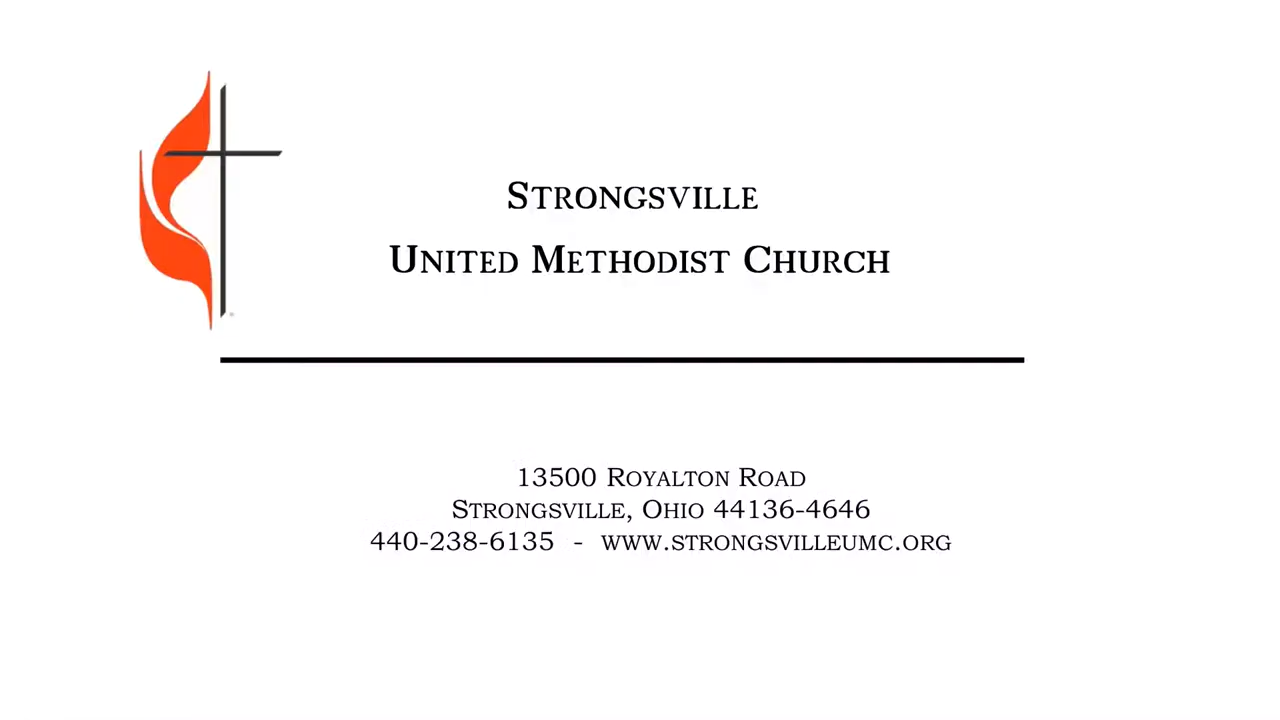 Strongsville
United Methodist Church
13500 Royalton Road
Strongsville, Ohio 44136-4646
440-238-6135 - www.strongsvilleumc.org